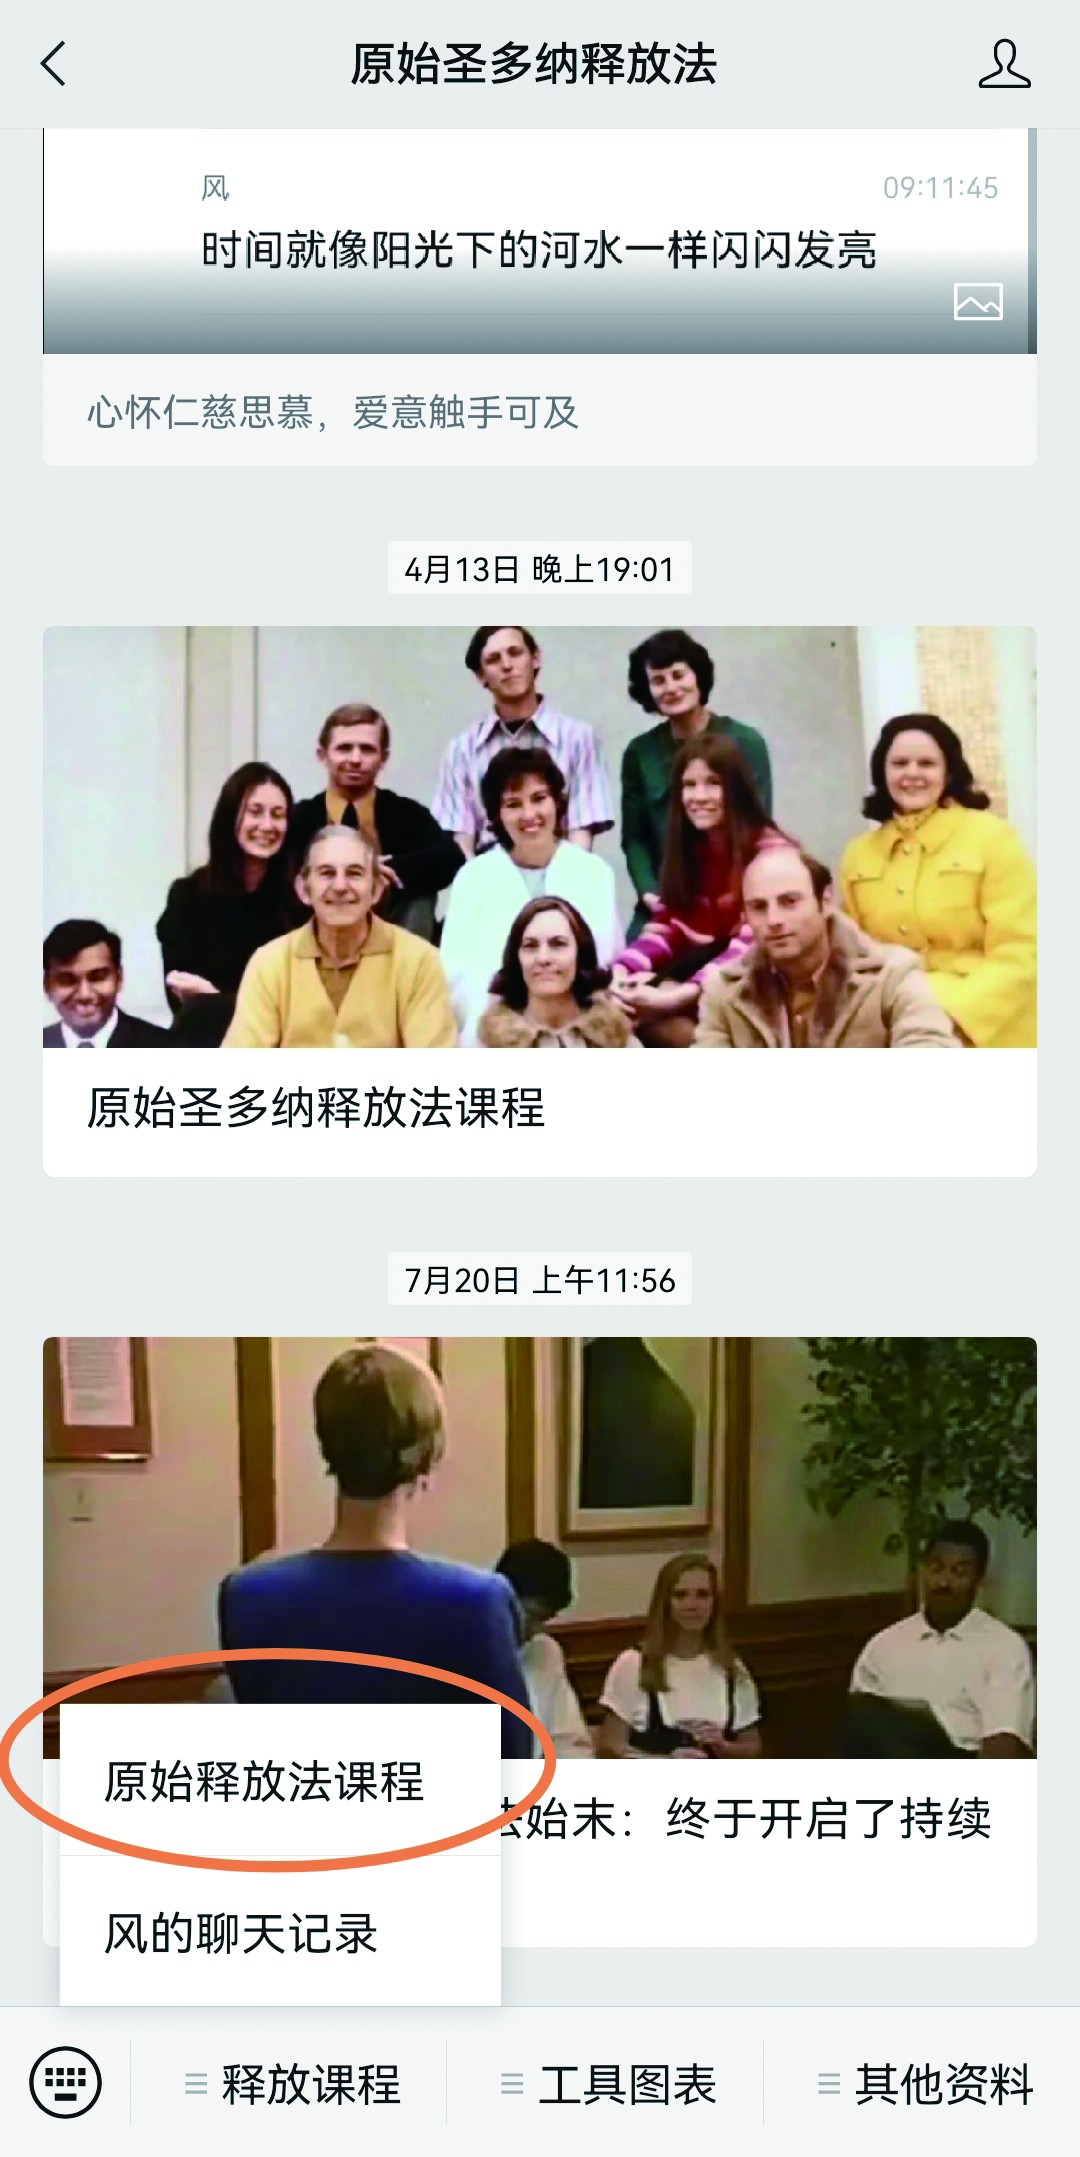 原始圣多纳释放法
风
09:11:45
时间就像阳光下的河水一样闪闪发亮
心怀仁慈思慕，爱意触手可及
4月13日 晚上19:01
原始圣多纳释放法课程
7月20日 上午11:56
始末：终于开启了持续
原始释放法课程
风的聊天记录
释放课程
工具图表
其他资料